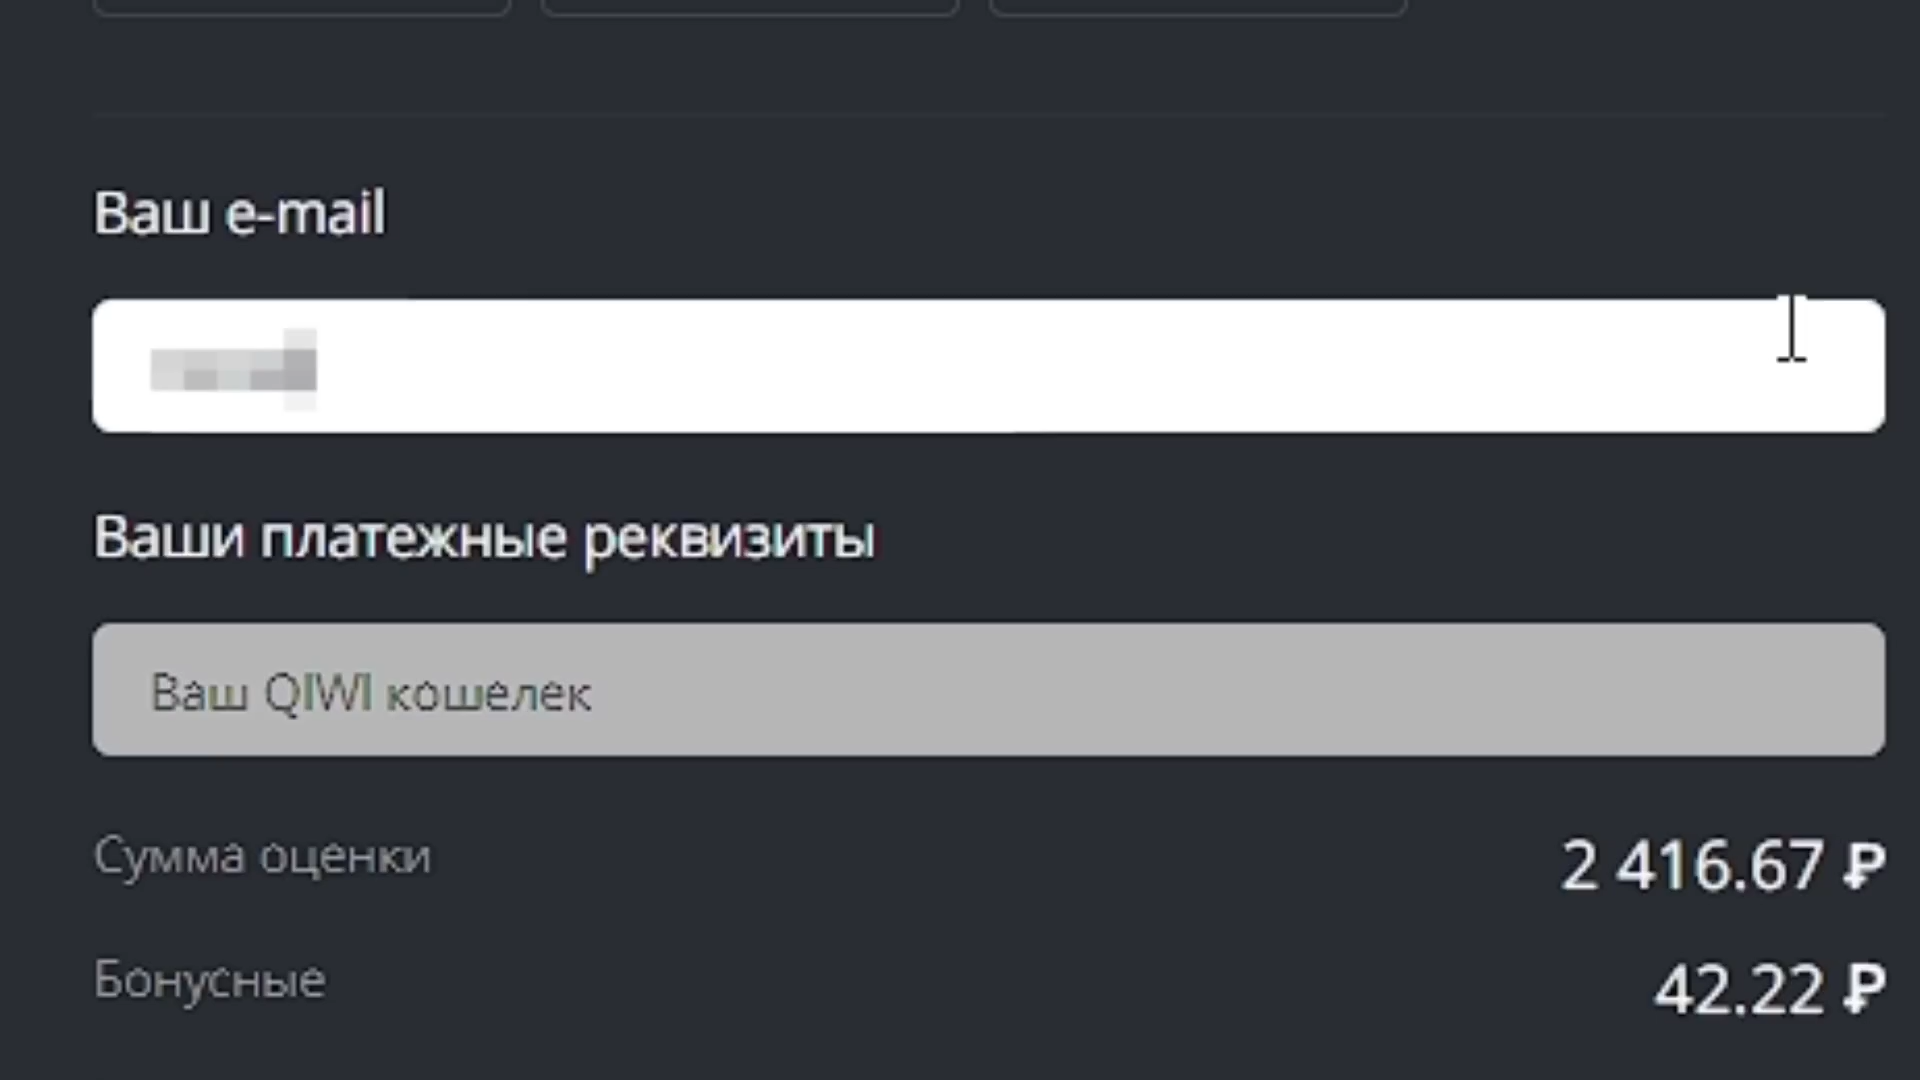 Ваш e-mail
Ваши платежные реквизиты
Ваш QIWI кошелек
Сумма оценки 2 416.67 ₽
Бонусные 42.22 ₽